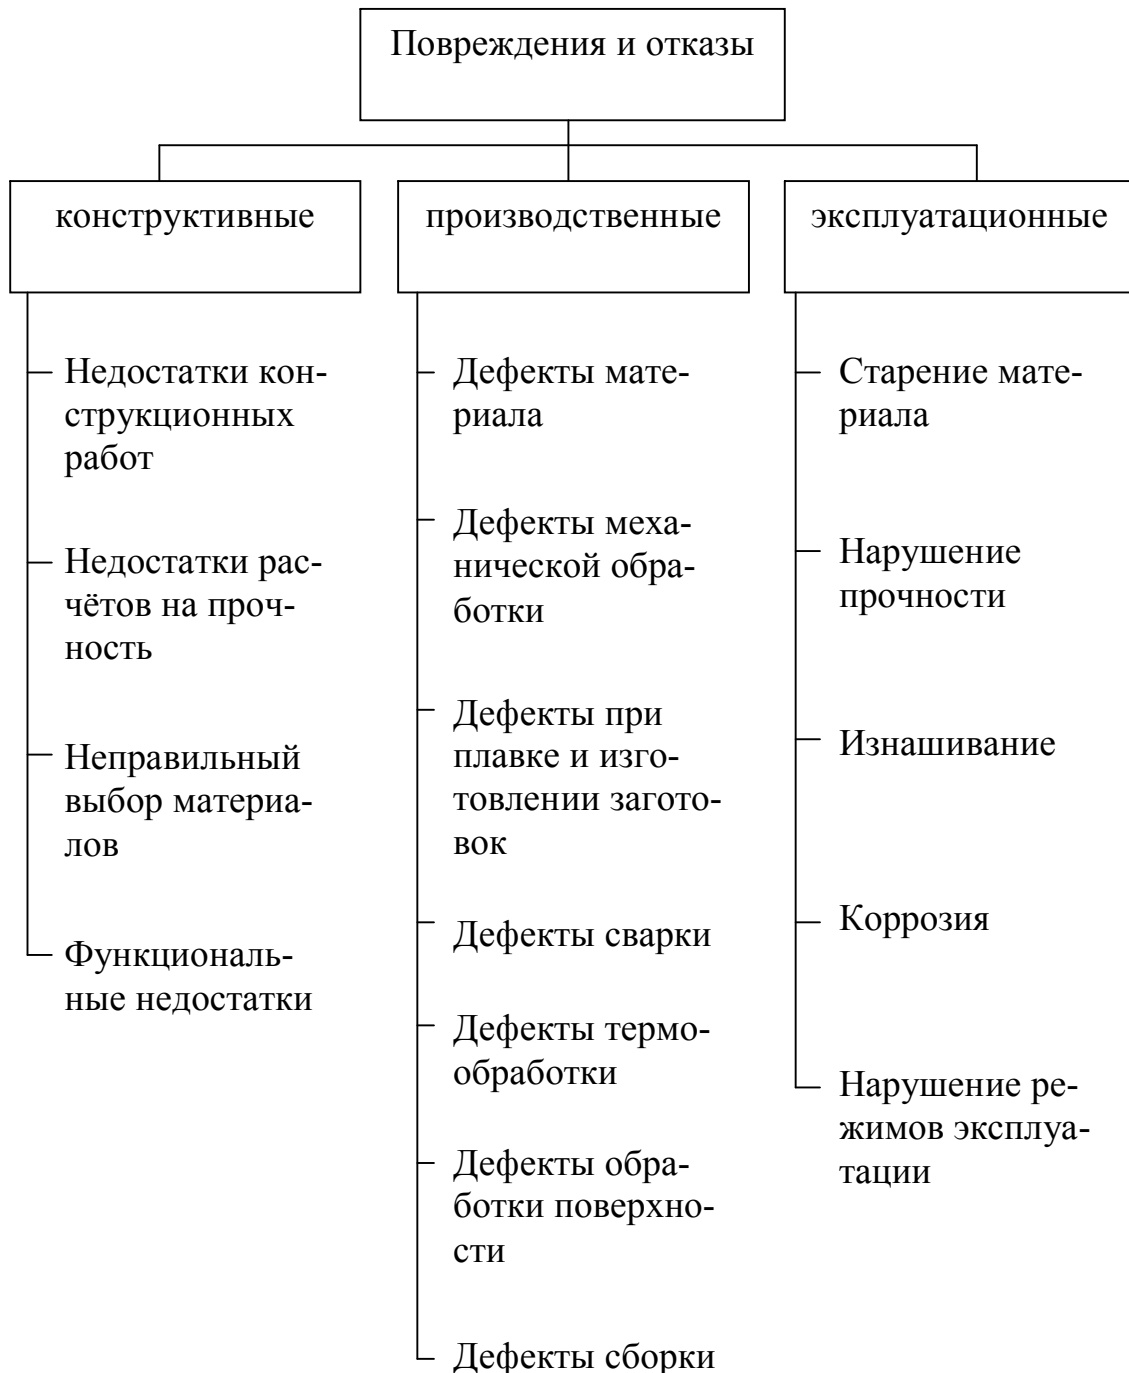 Повреждения и отказы
конструктивные
Недостатки кон-
струкционных
работ
Недостатки рас-
чётов на проч-
ность
Неправильный
выбор материа-
лов
Функциональ-
ные недостатки
производственные
Дефекты мате-
риала
Дефекты меха-
нической обра-
ботки
Дефекты при
плавке и изго-
товлении загото-
вок
Дефекты сварки
Дефекты термо-
обработки
Дефекты обра-
ботки поверхно-
сти
Дефекты сборки
эксплуатационные
Старение мате-
риала
Нарушение
прочности
Изнашивание
Коррозия
Нарушение ре-
жимов эксплуа-
тации